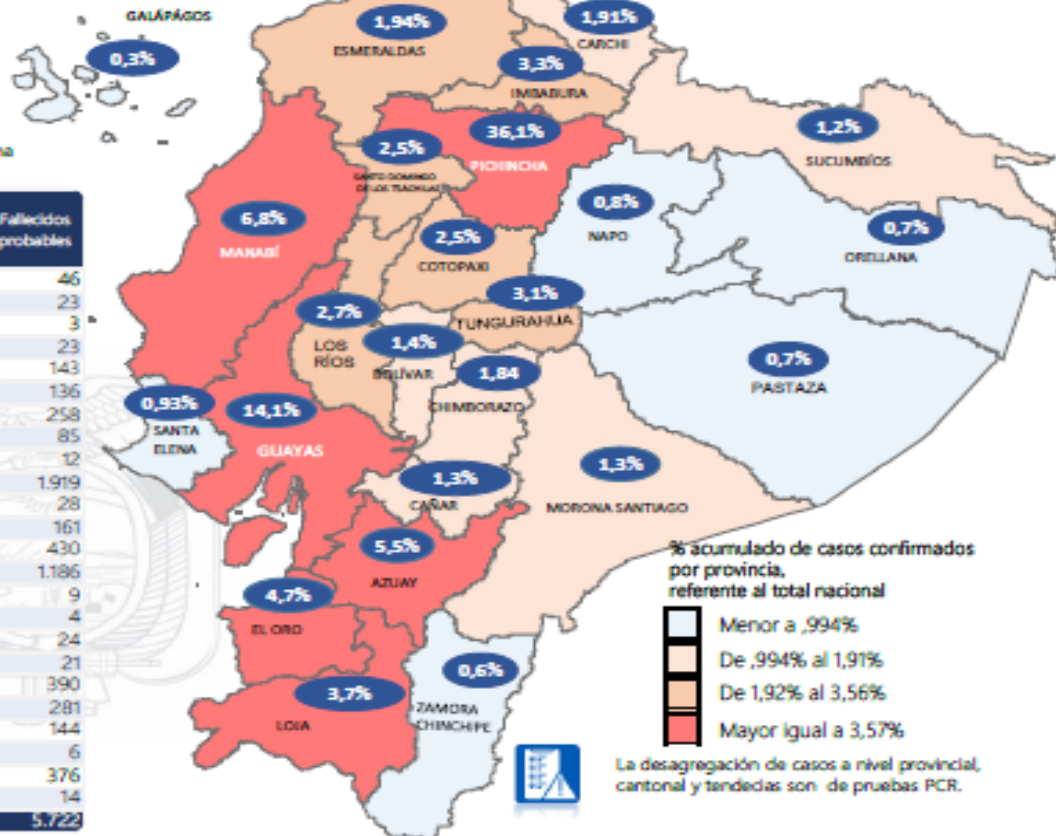 GALÁPÁGOS
0,3%
1,94%
ESMERALDAS
1,91%
CARCHI
3,3%
IMBABURA
36,1%
PICHINCHA
2,5%
SANTO DOMINGO
DE LOS TSACHILAS
1,2%
SUCUMBÍOS
6,8%
MANABÍ
0,8%
NAPO
0,7%
ORELLANA
2,5%
COTOPAXI
3,1%
TUNGURAHUA
2,7%
LOS
RÍOS
1,4%
BOLÍVAR
1,84
CHIMBORAZO
0,7%
PASTAZA
0,93%
SANTA
ELENA
14,1%
GUAYAS
1,3%
CAÑAR
1,3%
MORONA SANTIAGO
5,5%
AZUAY
4,7%
EL ORO
3,7%
LOJA
0,6%
ZAMORA
CHINCHIPE
Fallecidos
probables
46
23
3
23
143
136
258
85
12
1.919
28
161
430
1.186
9
4
24
21
390
281
144
6
376
14
5.722
% acumulado de casos confirmados
por provincia,
referente al total nacional
Menor a ,994%
De ,994% al 1,91%
De 1,92% al 3,56%
Mayor igual a 3,57%
La desagregación de casos a nivel provincial,
cantonal y tendecias son de pruebas PCR.